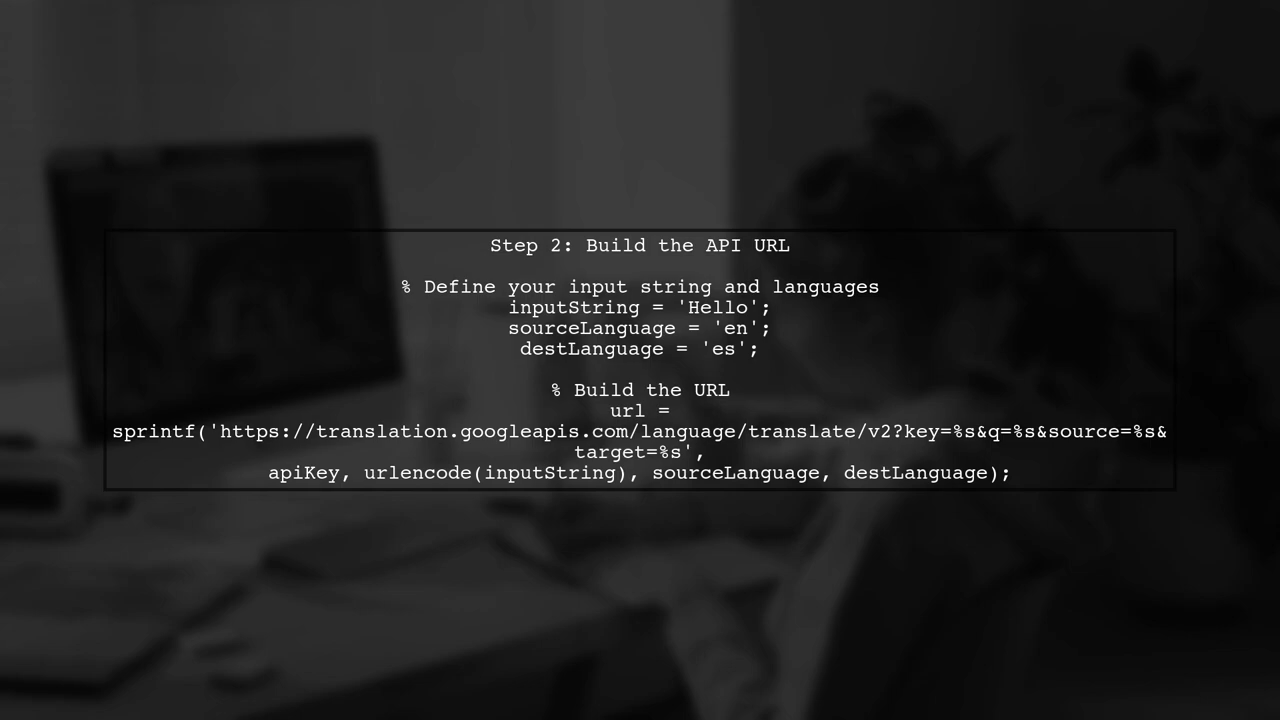 Step 2: Build the API URL
% Define your input string and languages
inputString = 'Hello';
sourceLanguage = 'en';
destLanguage = 'es';
% Build the URL
url =
sprintf('https://translation.googleapis.com/language/translate/v2?key=%s&q=%s&source=%s&
target=%s',
apiKey, urlencode(inputString), sourceLanguage, destLanguage);